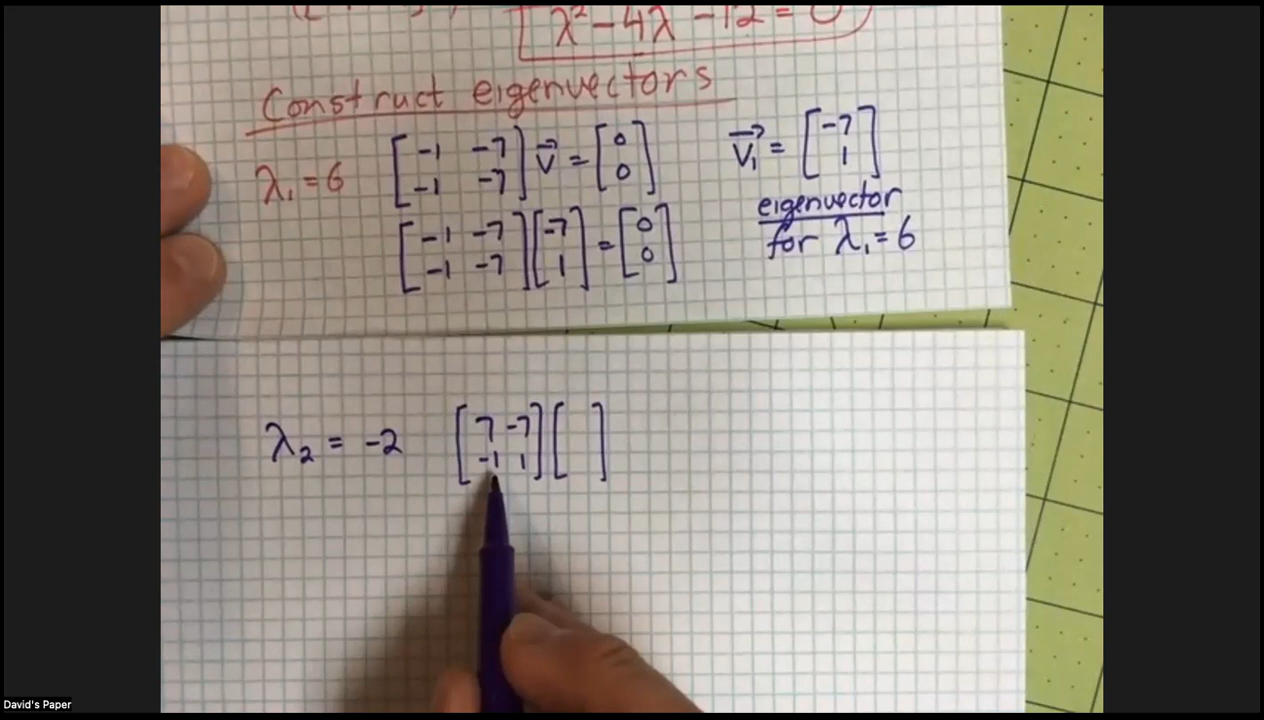 λ² - 4λ - 12 = 0
Construct eigenvectors
λ₁ = 6 [-1 -7; -1 -7] v⃗ = [0; 0] v⃗₁ = [-7; 1]
[-1 -7; -1 -7] [-7; 1] = [0; 0]
eigenvector
for λ₁ = 6
λ₂ = -2 [7 -7; -1 1] [ ]
David's Paper